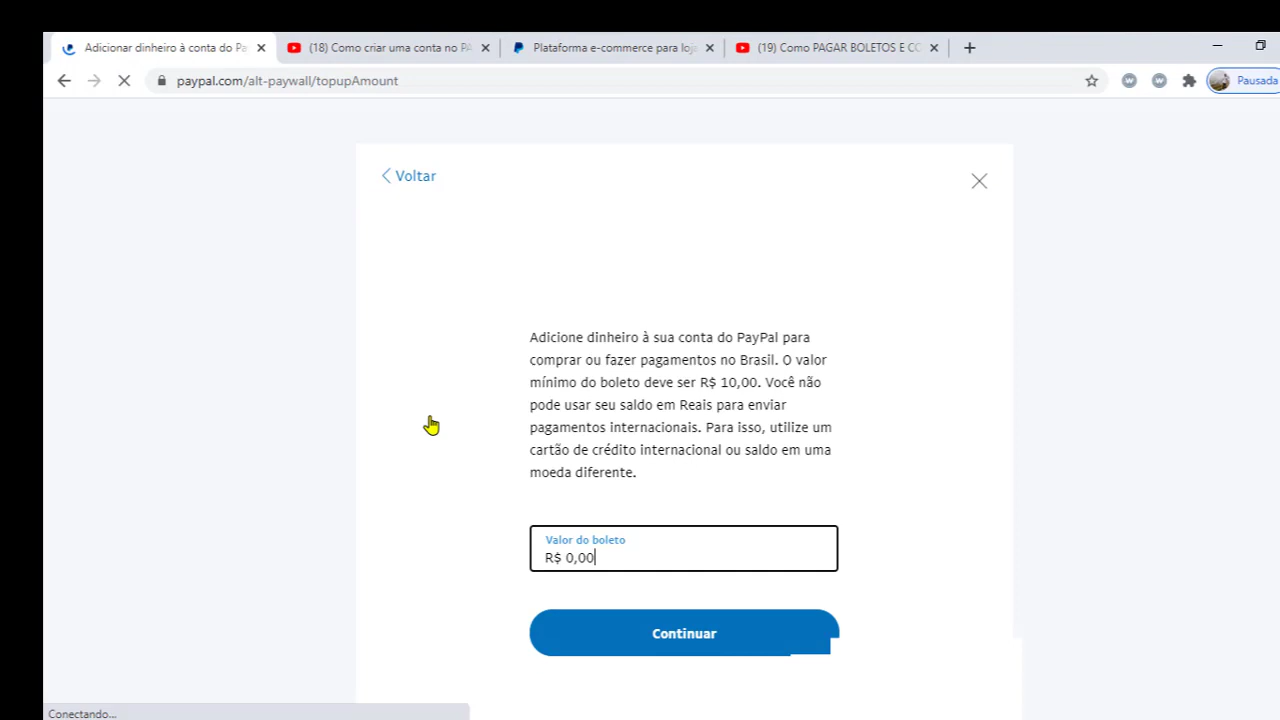 Adicionar dinheiro à conta do Pa
(18) Como criar uma conta no PA
Plataforma e-commerce para loj
(19) Como PAGAR BOLETOS E CO
paypal.com/alt-paywall/topupAmount
Pausada
Voltar
Adicione dinheiro à sua conta do PayPal para
comprar ou fazer pagamentos no Brasil. O valor
mínimo do boleto deve ser R$ 10,00. Você não
pode usar seu saldo em Reais para enviar
pagamentos internacionais. Para isso, utilize um
cartão de crédito internacional ou saldo em uma
moeda diferente.
Valor do boleto
R$ 0,00
Continuar
Conectando...